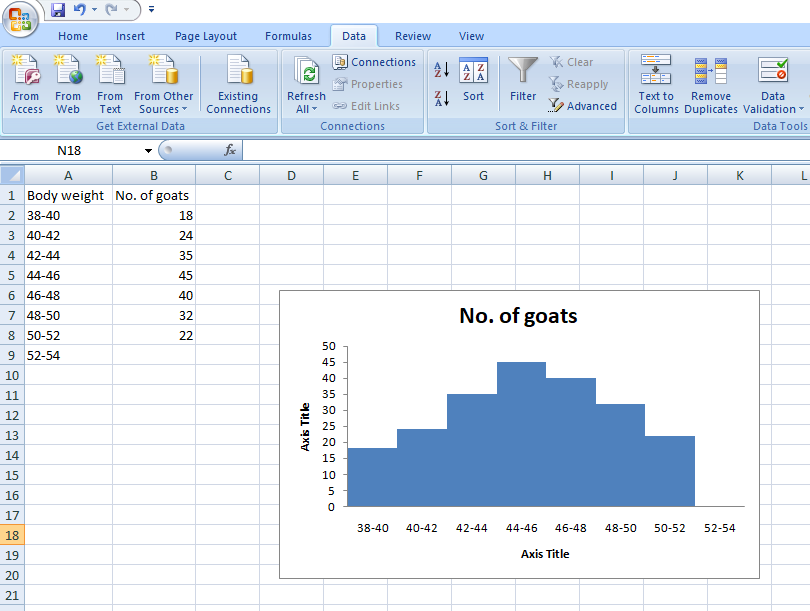 Home Insert Page Layout Formulas Data Review View
From Access
From Web
From Text
From Other Sources
Existing Connections
Get External Data
Refresh All
Connections
Properties
Edit Links
Connections
A Z
Z A
Sort
Filter
Clear
Reapply
Advanced
Sort & Filter
Text to Columns
Remove Duplicates
Data Validation
Data Tools
N18 fx
A B C D E F G H I J K L
1 Body weight No. of goats
2 38-40 18
3 40-42 24
4 42-44 35
5 44-46 45
6 46-48 40
7 48-50 32
8 50-52 22
9 52-54
10
11
12
13
14
15
16
17
18
19
20
21
No. of goats
50
45
40
35
30
25
20
15
10
5
0
Axis Title
38-40 40-42 42-44 44-46 46-48 48-50 50-52 52-54
Axis Title